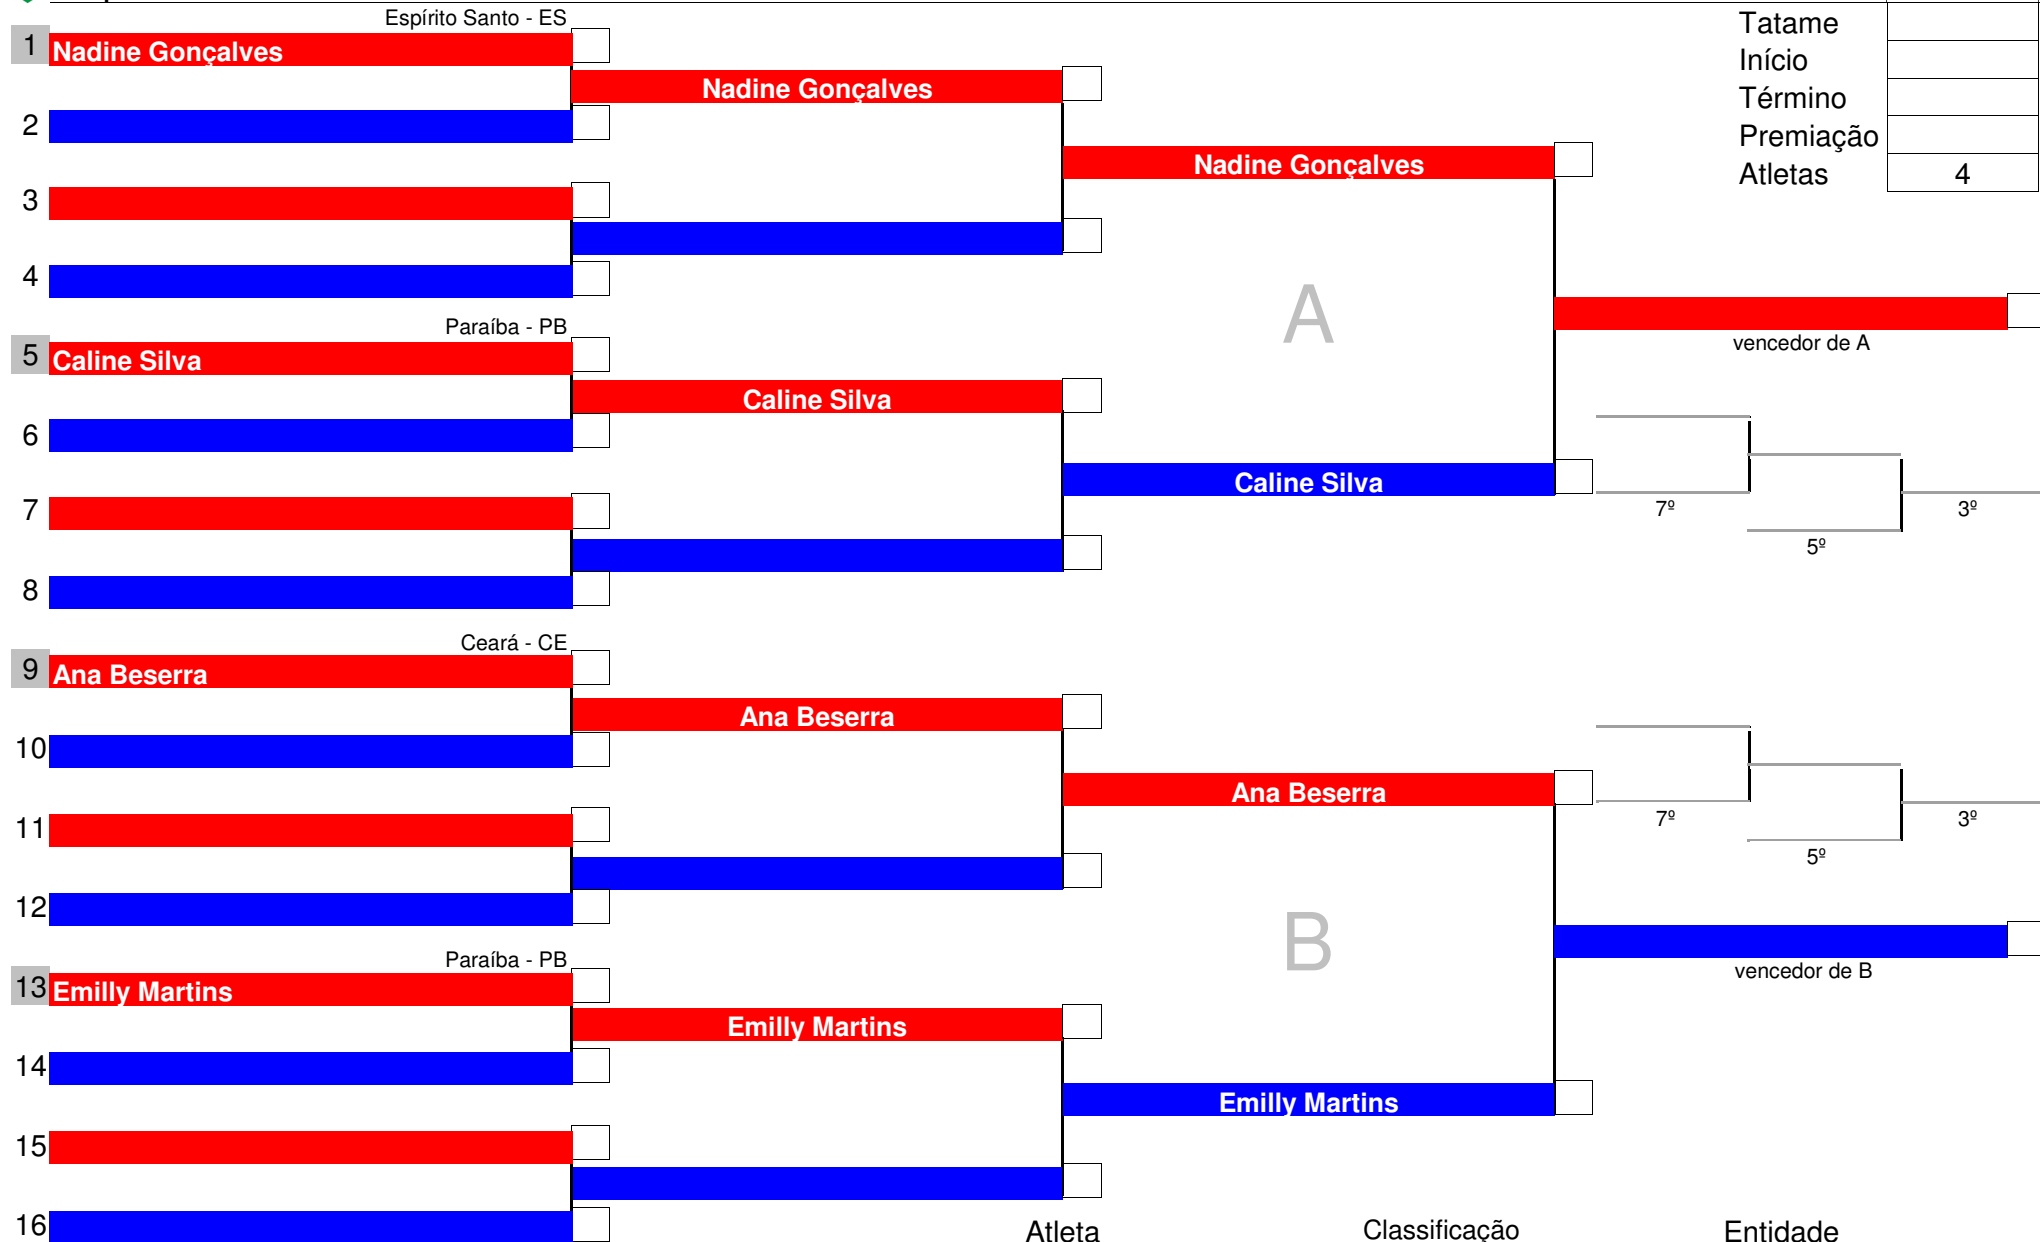 Espírito Santo - ES
Tatame
1 Nadine Gonçalves
Início
Nadine Gonçalves
Término
2
Premiação
Nadine Gonçalves
Atletas 4
3
4
A
Paraíba - PB
vencedor de A
5 Caline Silva
Caline Silva
6
Caline Silva
7
7º 3º
5º
8
Ceará - CE
9 Ana Beserra
Ana Beserra
10
Ana Beserra
11
7º 3º
5º
12
B
Paraíba - PB
vencedor de B
13 Emilly Martins
Emilly Martins
14
Emilly Martins
15
16
Atleta Classificação Entidade